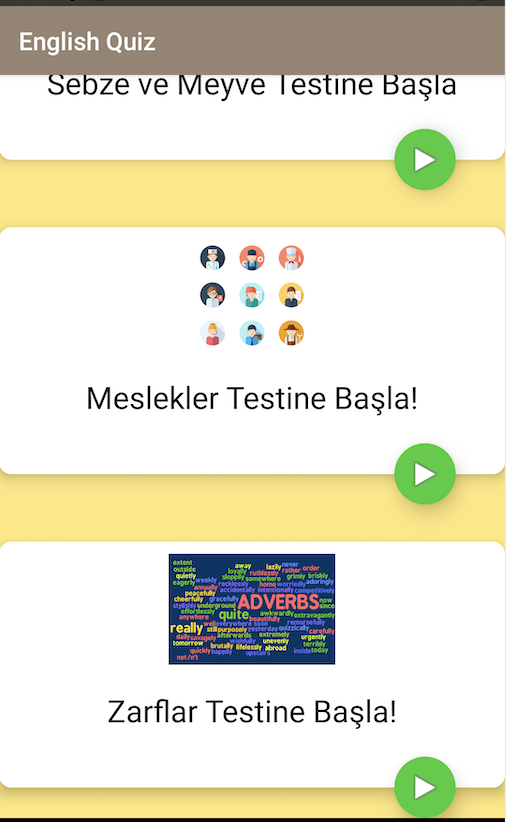 English Quiz
Sebze ve Meyve Testine Başla
Meslekler Testine Başla!
extent
outside
away
lazily
never
quietly
loyally
ruthlessly
rather
order
eagerly
weekly
sloppily
somewhere
grimly
briskly
annually
recklessly
home
worriedly
adoringly
peacefully
accidentally
intentionally
competitively
cheerfully
gracefully
ADVERBS
now
stylishly
underground
since
effortlessly
quite
awkwardly
extravagantly
anywhere
beautifully
remorsefully
really
well
everywhere
soon
still
purposely
yesterday
quizzically
carefully
daily
savagely
afterwards
extremely
urgently
tomorrow
wishfully
unevenly
terribly
brutally
lifelessly
abroad
quickly
happily
upstairs
inside
today
not/n't
Zarflar Testine Başla!